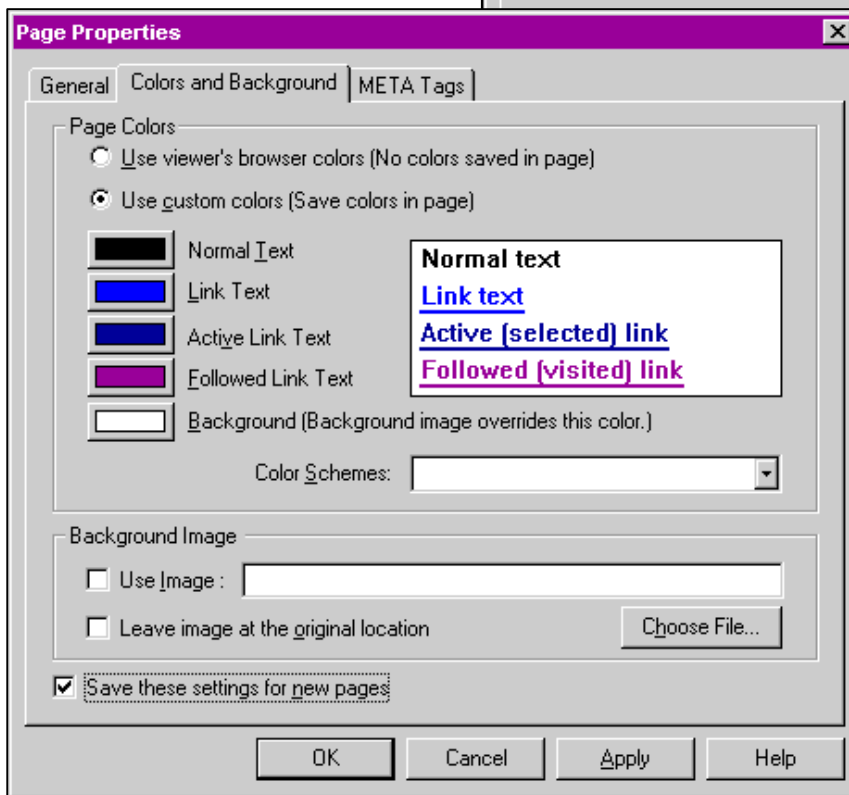 Page Properties
General Colors and Background META Tags
Page Colors
Use viewer's browser colors (No colors saved in page)
Use custom colors (Save colors in page)
Normal Text
Link Text
Active Link Text
Followed Link Text
Normal text
Link text
Active (selected) link
Followed (visited) link
Background (Background image overrides this color.)
Color Schemes:
Background Image
Use Image :
Leave image at the original location
Choose File...
Save these settings for new pages
OK Cancel Apply Help